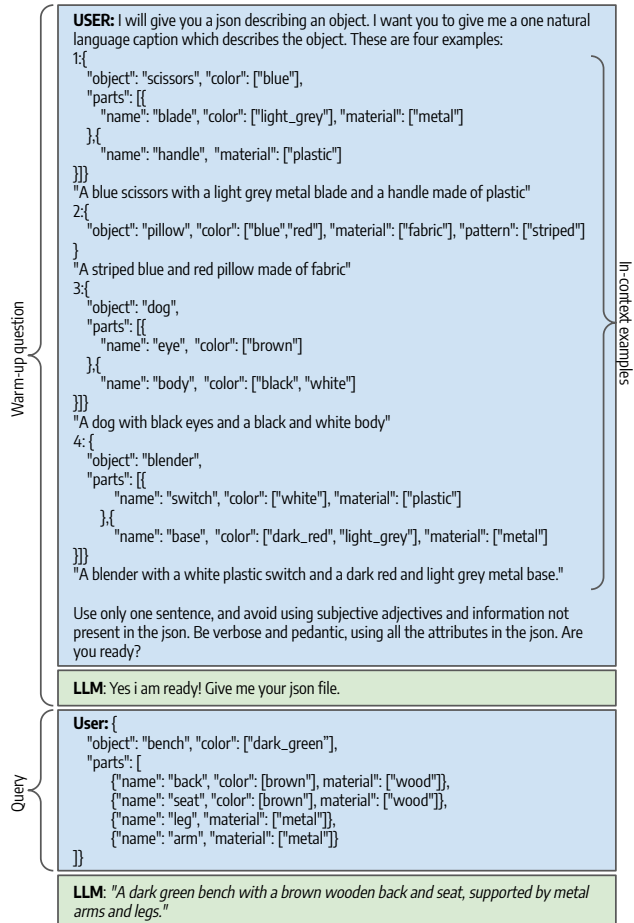 USER: I will give you a json describing an object. I want you to give me a one natural
language caption which describes the object. These are four examples:
1:{
"object": "scissors", "color": ["blue"],
"parts": [{
"name": "blade", "color": ["light_grey"], "material": ["metal"]
},{
"name": "handle", "material": ["plastic"]
}]}
"A blue scissors with a light grey metal blade and a handle made of plastic"
2:{
"object": "pillow", "color": ["blue","red"], "material": ["fabric"], "pattern": ["striped"]
}
"A striped blue and red pillow made of fabric"
3:{
"object": "dog",
"parts": [{
"name": "eye", "color": ["brown"]
},{
"name": "body", "color": ["black", "white"]
}]}
"A dog with black eyes and a black and white body"
4: {
"object": "blender",
"parts": [{
"name": "switch", "color": ["white"], "material": ["plastic"]
},{
"name": "base", "color": ["dark_red", "light_grey"], "material": ["metal"]
}]}
"A blender with a white plastic switch and a dark red and light grey metal base."
Use only one sentence, and avoid using subjective adjectives and information not
present in the json. Be verbose and pedantic, using all the attributes in the json. Are
you ready?
LLM: Yes i am ready! Give me your json file.
User: {
"object": "bench", "color": ["dark_green”],
"parts": [
{"name": "back", "color": [brown"], material": ["wood"]},
{"name": "seat", "color": [brown"], material": ["wood"]},
{"name": "leg", "material": ["metal"]},
{"name": "arm", "material": ["metal"]}
]}
LLM: "A dark green bench with a brown wooden back and seat, supported by metal
arms and legs."
Warm-up question
Query
In-context examples